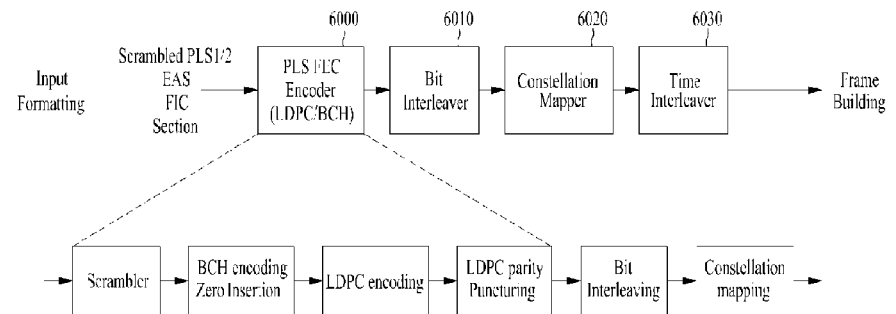 6000
6010
6020
6030
Input
Formatting
Scrambled PLS1/2
EAS
FIC
Section
PLS FEC
Encoder
(LDPC/BCH)
Bit
Interleaver
Constellation
Mapper
Time
Interleaver
Frame
Building
Scrambler
BCH encoding
Zero Insertion
LDPC encoding
LDPC parity
Puncturing
Bit
Interleaving
Constellation
mapping